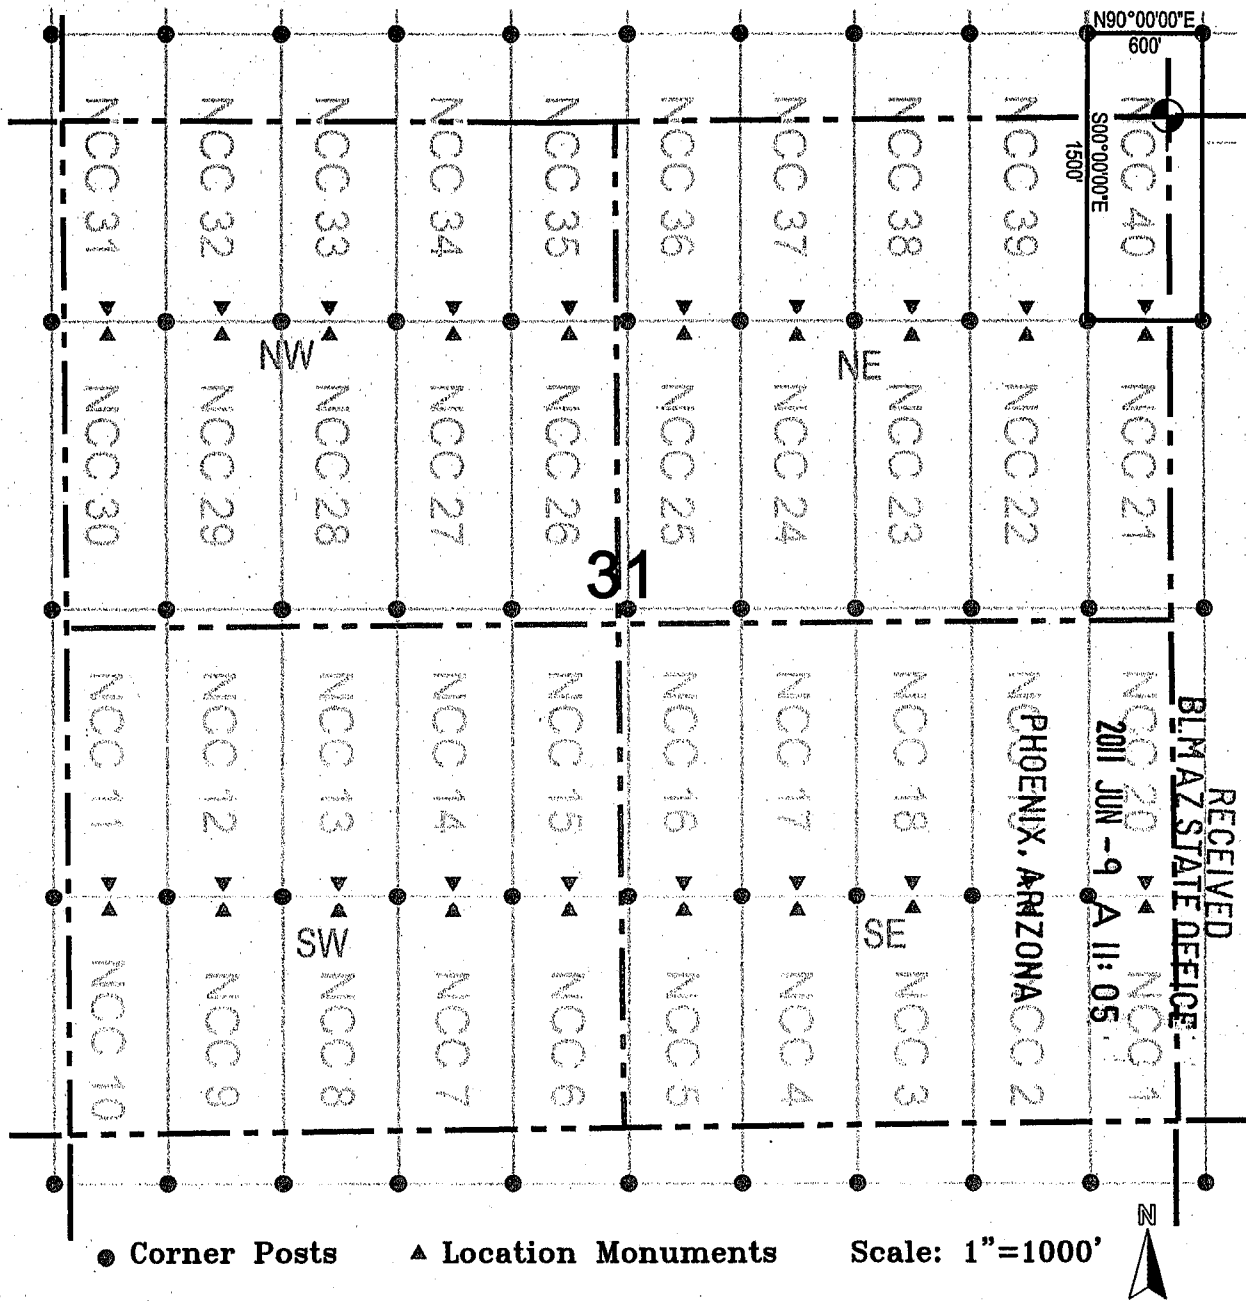 N90°00'00"E
600'
S00°00'00"E
1500'
NCC 31
NCC 32
NCC 33
NCC 34
NCC 35
NCC 36
NCC 37
NCC 38
NCC 39
NCC 40
NW
NE
NCC 30
NCC 29
NCC 28
NCC 27
NCC 26
NCC 25
NCC 24
NCC 23
NCC 22
NCC 21
31
NCC 11
NCC 12
NCC 13
NCC 14
NCC 15
NCC 16
NCC 17
NCC 18
NCC 20
RECEIVED
BLM AZ STATE OFFICE
2011 JUN -9 A 11: 05
PHOENIX, ARIZONA
SW
SE
NCC 10
NCC 9
NCC 8
NCC 7
NCC 6
NCC 5
NCC 4
NCC 3
NCC 2
NCC 1
N
Corner Posts
Location Monuments
Scale: 1"=1000'